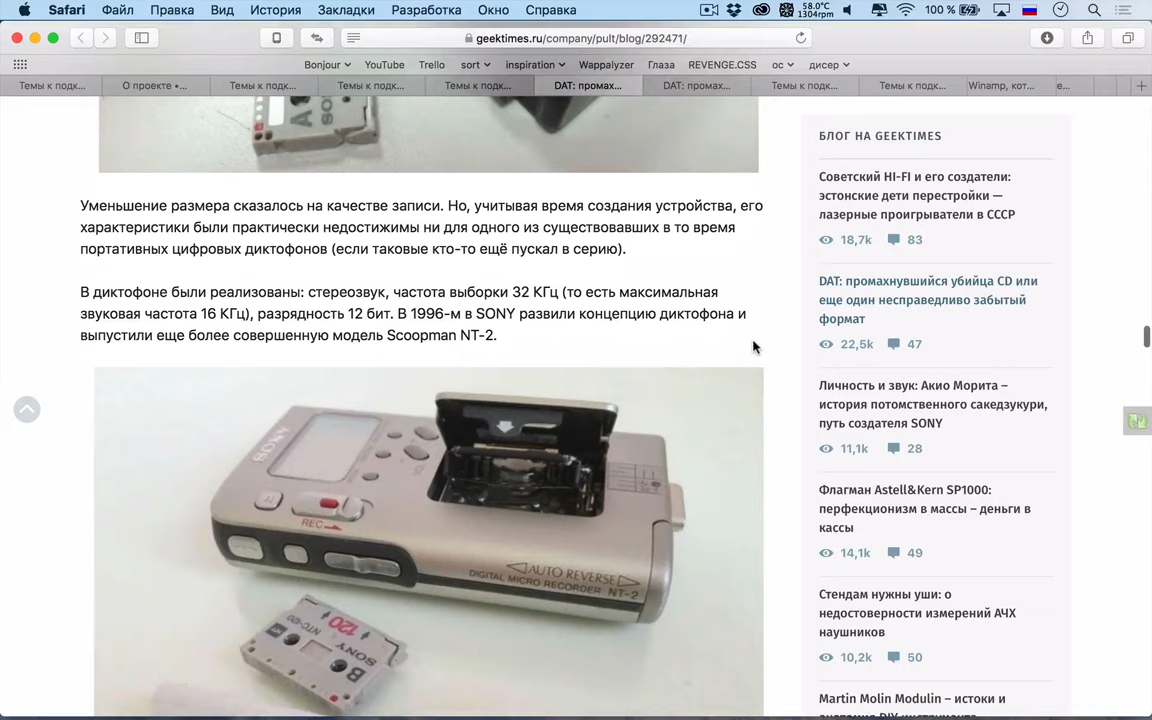 Safari Файл Правка Вид История Закладки Разработка Окно Справка 58.0°C 1304rpm 100 %
geektimes.ru/company/pult/blog/292471/
Bonjour YouTube Trello sort inspiration Wappalyzer Глаза REVENGE.CSS ос дисер
Темы к подк... О проекте •... Темы к подк... Темы к подк... Темы к подк... DAT: промах... DAT: промах... Темы к подк... Темы к подк... Winamp, кот... е...
A SONY
Уменьшение размера сказалось на качестве записи. Но, учитывая время создания устройства, его
характеристики были практически недостижимы ни для одного из существовавших в то время
портативных цифровых диктофонов (если таковые кто-то ещё пускал в серию).
В диктофоне были реализованы: стереозвук, частота выборки 32 КГц (то есть максимальная
звуковая частота 16 КГц), разрядность 12 бит. В 1996-м в SONY развили концепцию диктофона и
выпустили еще более совершенную модель Scoopman NT-2.
SONY
REC
AUTO REVERSE
DIGITAL MICRO RECORDER NT-2
NTC-120
120
B SONY
БЛОГ НА GEEKTIMES
Советский HI-FI и его создатели:
эстонские дети перестройки —
лазерные проигрыватели в СССР
18,7k 83
DAT: промахнувшийся убийца CD или
еще один несправедливо забытый
формат
22,5k 47
Личность и звук: Акио Морита –
история потомственного сакедзукури,
путь создателя SONY
11,1k 28
Флагман Astell&Kern SP1000:
перфекционизм в массы – деньги в
кассы
14,1k 49
Стендам нужны уши: о
недостоверности измерений АЧХ
наушников
10,2k 50
Martin Molin Modulin – истоки и